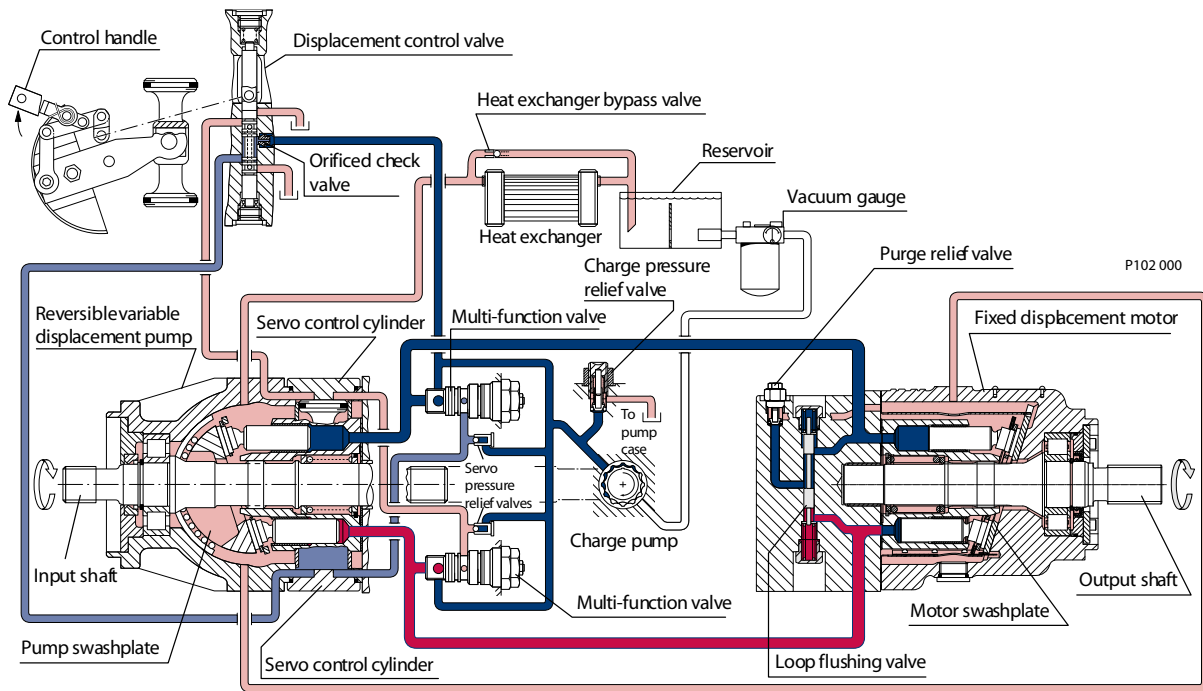 Control handle
Displacement control valve
Heat exchanger bypass valve
Orificed check
valve
Reservoir
Vacuum gauge
Heat exchanger
Charge pressure
relief valve
Purge relief valve
P102 000
Reversible variable
displacement pump
Servo control cylinder
Multi-function valve
Fixed displacement motor
To
pump
case
Servo
pressure
relief valves
Charge pump
Input shaft
Output shaft
Multi-function valve
Motor swashplate
Pump swashplate
Servo control cylinder
Loop flushing valve